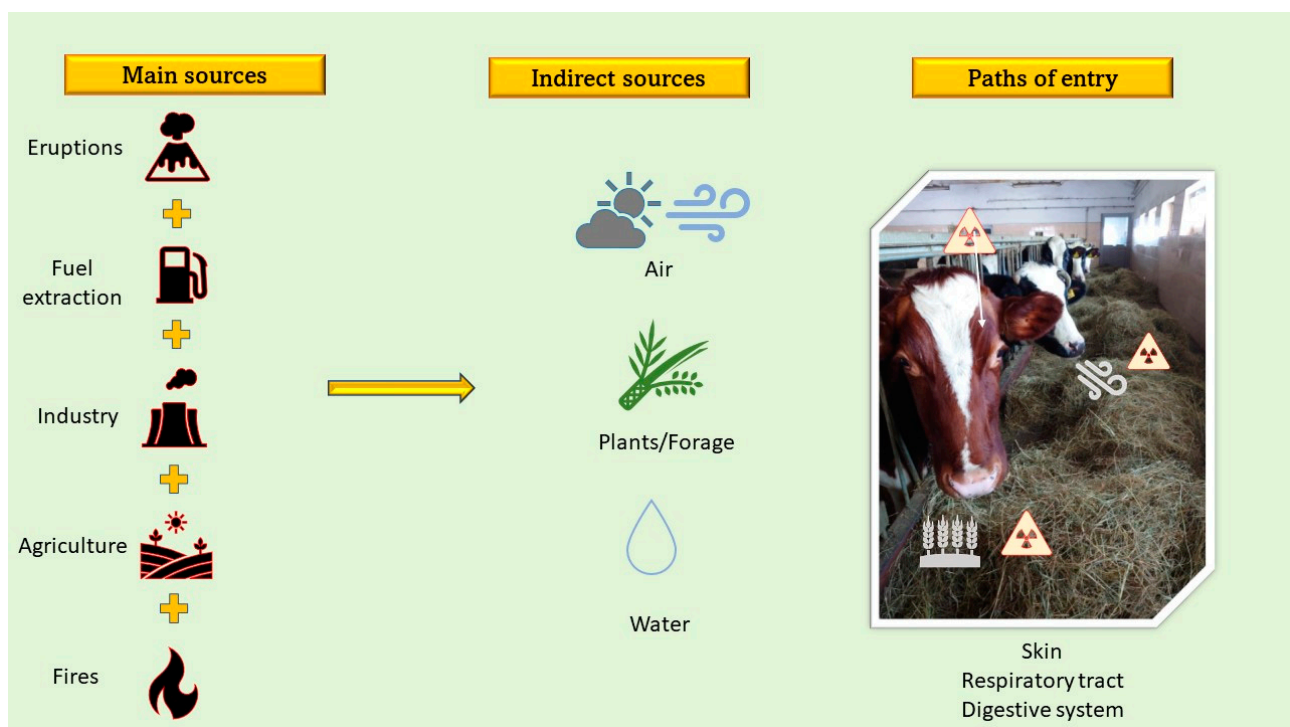 Main sources
Indirect sources
Paths of entry
Eruptions
Fuel
extraction
Industry
Agriculture
Fires
Air
Plants/Forage
Water
Skin
Respiratory tract
Digestive system